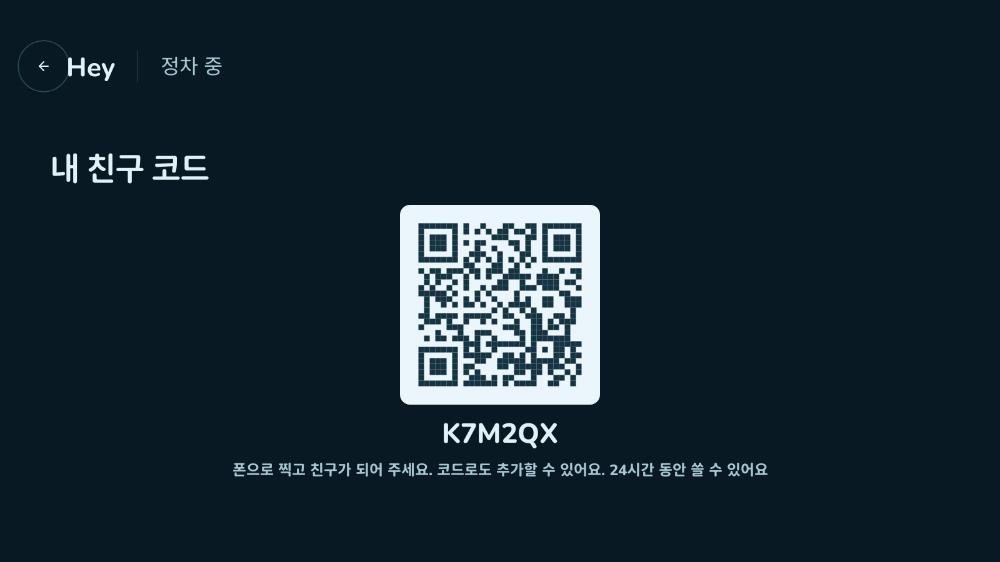 Hey
정차 중
내 친구 코드
K7M2QX
폰으로 찍고 친구가 되어 주세요. 코드로도 추가할 수 있어요. 24시간 동안 쓸 수 있어요